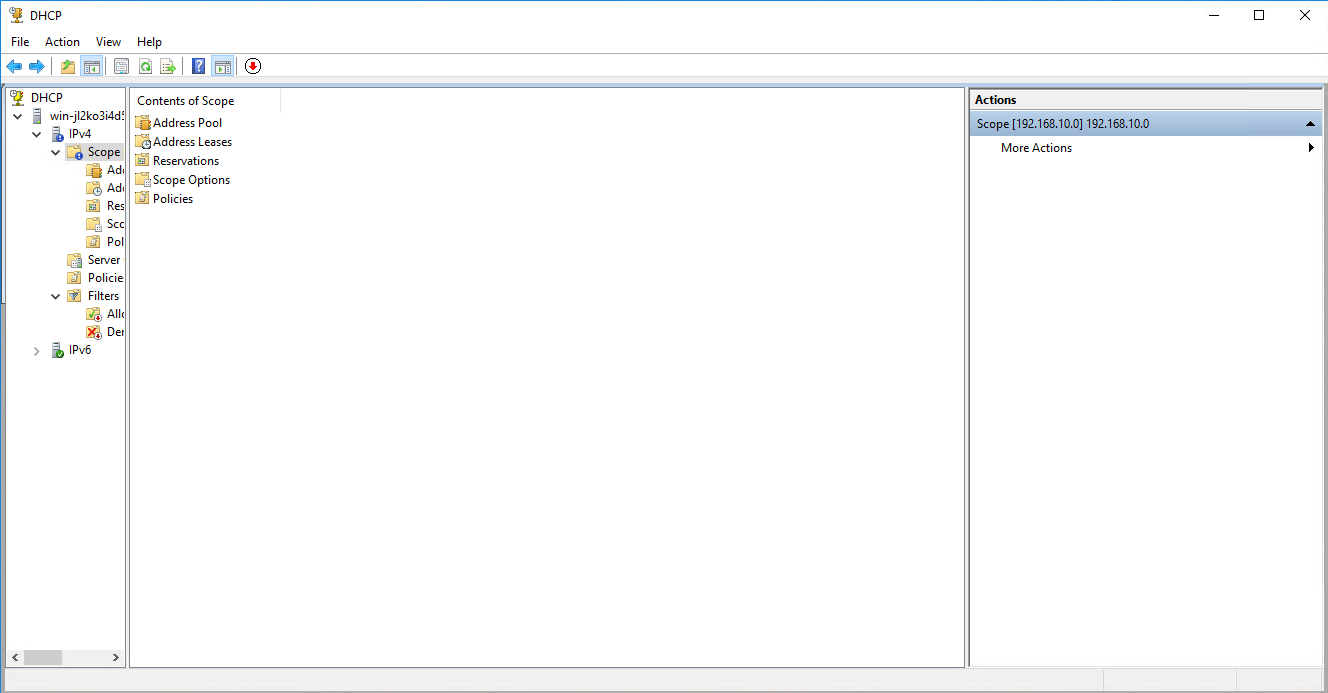 DHCP
File Action View Help
DHCP
win-jl2ko3i4d5
IPv4
Scope
Add
Add
Res
Sco
Pol
Server
Policie
Filters
Allo
Den
IPv6
Contents of Scope
Address Pool
Address Leases
Reservations
Scope Options
Policies
Actions
Scope [192.168.10.0] 192.168.10.0
More Actions